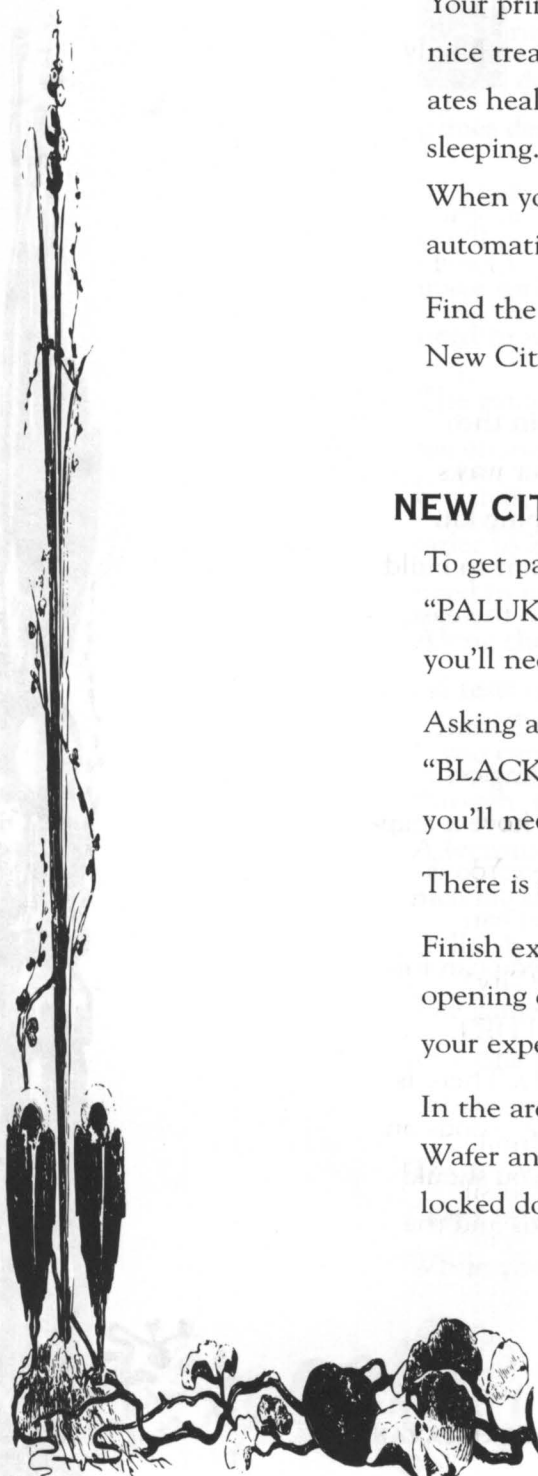 Your prin
nice trea
ates heal
sleeping.
When yo
automati
Find the
New Cit
NEW CIT
To get pa
“PALUK
you’ll nee
Asking a
“BLACK
you’ll nee
There is
Finish ex
opening
your expe
In the are
Wafer an
locked do